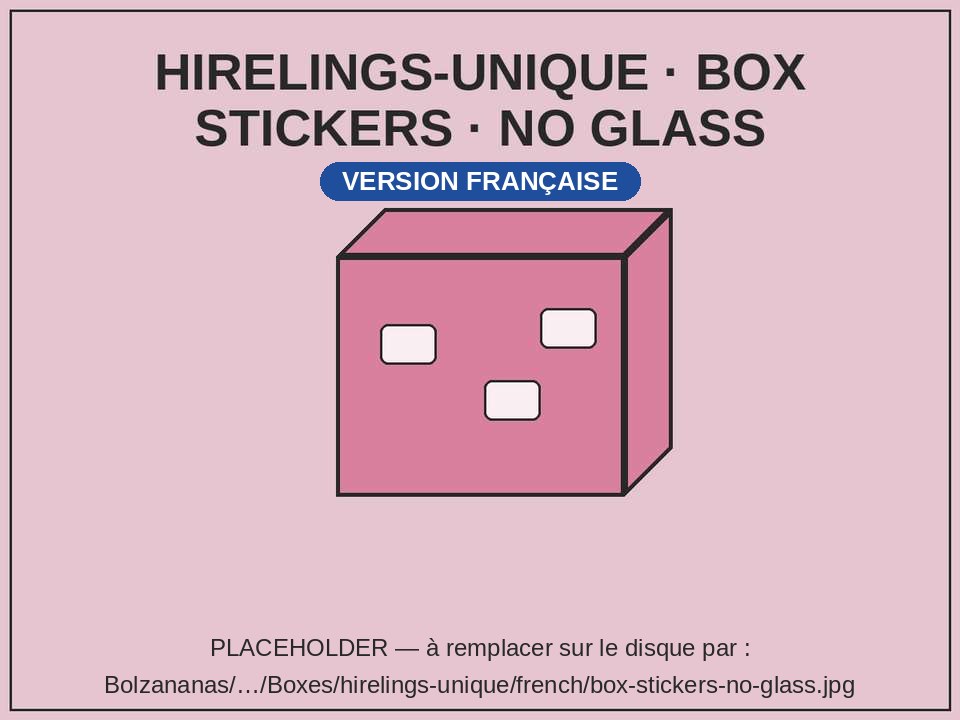 HIRELINGS-UNIQUE · BOX
STICKERS · NO GLASS
VERSION FRANÇAISE
PLACEHOLDER — à remplacer sur le disque par :
Bolzananas/…/Boxes/hirelings-unique/french/box-stickers-no-glass.jpg